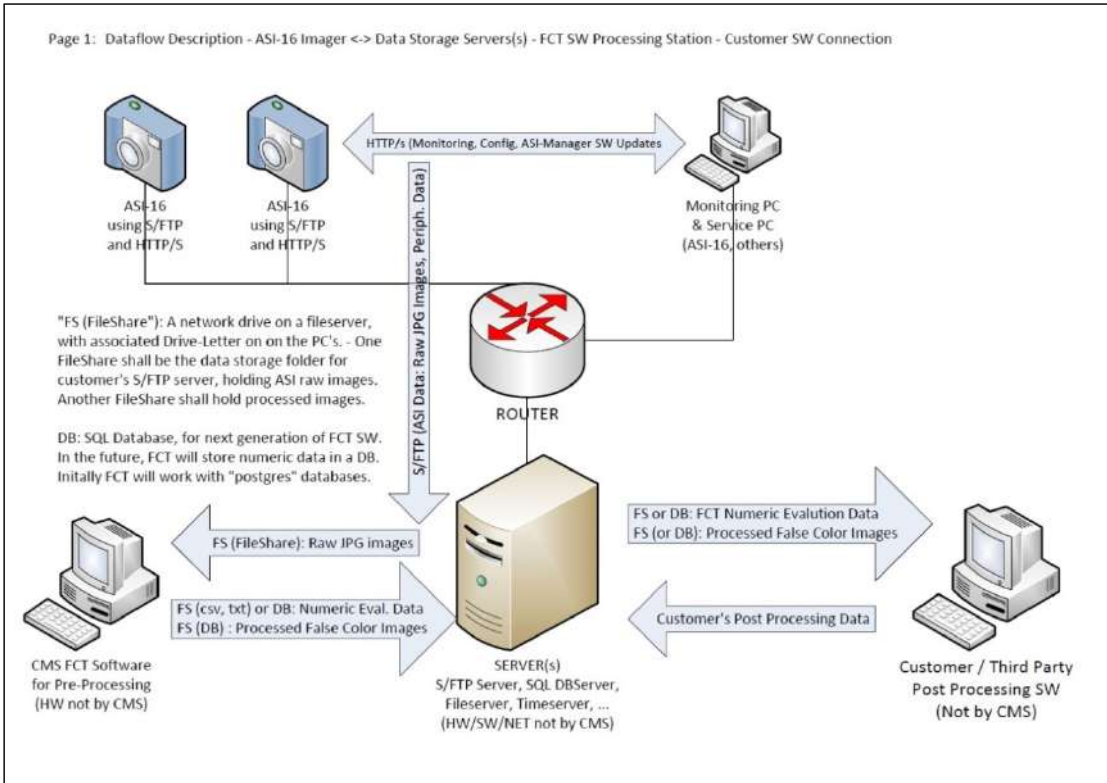 Page 1: Dataflow Description - ASI-16 Imager <-> Data Storage Servers(s) - FCT SW Processing Station - Customer SW Connection
HTTP/s (Monitoring, Config, ASI-Manager SW Updates
ASI-16
using S/FTP
and HTTP/S
ASI-16
using S/FTP
and HTTP/S
Monitoring PC
& Service PC
(ASI-16, others)
S/FTP (ASI Data: Raw JPG Images, Periph. Data)
"FS (FileShare"): A network drive on a fileserver,
with associated Drive-Letter on on the PC's. - One
FileShare shall be the data storage folder for
customer's S/FTP server, holding ASI raw images.
Another FileShare shall hold processed images.
ROUTER
DB: SQL Database, for next generation of FCT SW.
In the future, FCT will store numeric data in a DB.
Initally FCT will work with "postgres" databases.
FS (FileShare): Raw JPG images
FS or DB: FCT Numeric Evalution Data
FS (or DB): Processed False Color Images
FS (csv, txt) or DB: Numeric Eval. Data
FS (DB) : Processed False Color Images
Customer's Post Processing Data
CMS FCT Software
for Pre-Processing
(HW not by CMS)
SERVER(s)
S/FTP Server, SQL DBServer,
Fileserver, Timeserver, ...
(HW/SW/NET not by CMS)
Customer / Third Party
Post Processing SW
(Not by CMS)